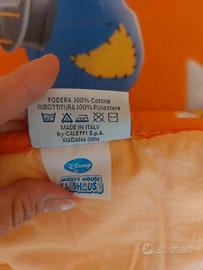 FODERA 100% Cotone
IMBOTTITURA 100% Poliestere
MADE IN ITALY
by CALEFFI S.p.A.
VIADANA (MN)
Disney
MICKEY MOUSE
CLUBHOUSE
Subito